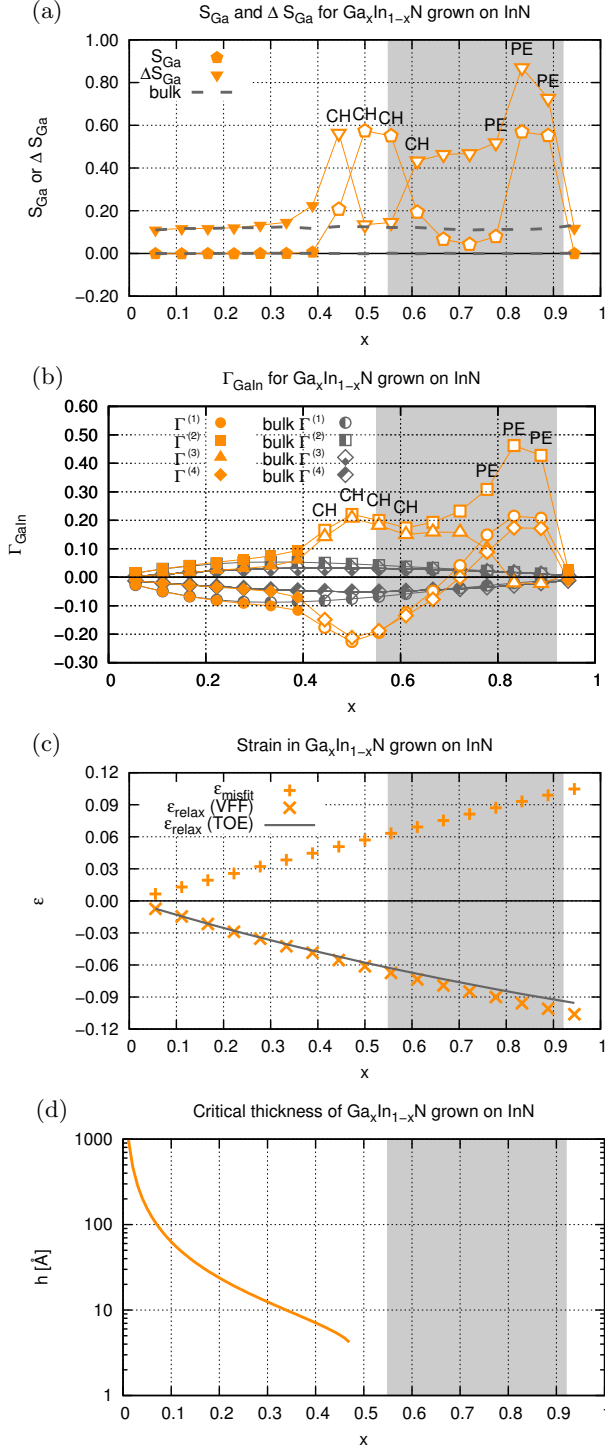 (a)
S_Ga and Δ S_Ga for Ga_xIn_1−xN grown on InN
S_Ga
ΔS_Ga
bulk
CH
CH
CH
CH
PE
PE
PE
S_Ga or Δ S_Ga
1.00
0.80
0.60
0.40
0.20
0.00
−0.20
0 0.1 0.2 0.3 0.4 0.5 0.6 0.7 0.8 0.9 1
x
(b)
Γ_GaIn for Ga_xIn_1−xN grown on InN
Γ^(1) bulk Γ^(1)
Γ^(2) bulk Γ^(2)
Γ^(3) bulk Γ^(3)
Γ^(4) bulk Γ^(4)
CH
CH
CH
CH
PE
PE
PE
Γ_GaIn
0.60
0.50
0.40
0.30
0.20
0.10
0.00
−0.10
−0.20
−0.30
0 0.2 0.4 0.6 0.8 1
x
(c)
Strain in Ga_xIn_1−xN grown on InN
ε_misfit
ε_relax (VFF)
ε_relax (TOE)
ε
0.12
0.09
0.06
0.03
0.00
−0.03
−0.06
−0.09
−0.12
0 0.1 0.2 0.3 0.4 0.5 0.6 0.7 0.8 0.9 1
x
(d)
Critical thickness of Ga_xIn_1−xN grown on InN
h [Å]
1000
100
10
1
0 0.1 0.2 0.3 0.4 0.5 0.6 0.7 0.8 0.9 1
x